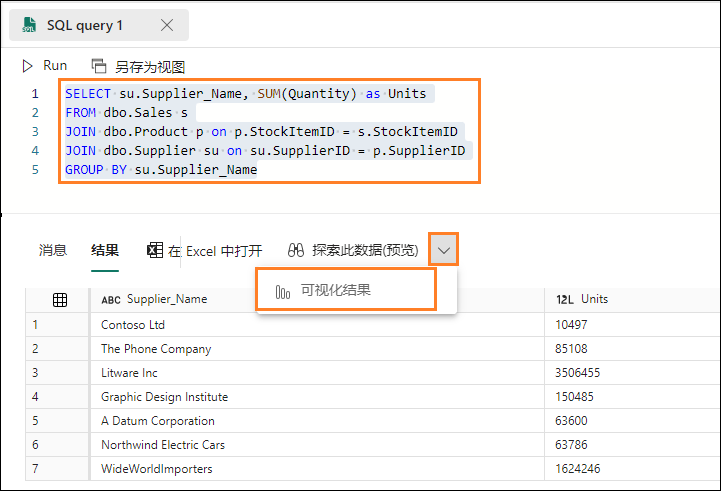 SQL query 1
Run 另存为视图
1 SELECT su.Supplier_Name, SUM(Quantity) as Units
2 FROM dbo.Sales s
3 JOIN dbo.Product p on p.StockItemID = s.StockItemID
4 JOIN dbo.Supplier su on su.SupplierID = p.SupplierID
5 GROUP BY su.Supplier_Name
消息 结果 在 Excel 中打开 探索此数据(预览)
可视化结果
ABC Supplier_Name 12L Units
1 Contoso Ltd 10497
2 The Phone Company 85108
3 Litware Inc 3506455
4 Graphic Design Institute 150485
5 A Datum Corporation 63600
6 Northwind Electric Cars 63786
7 WideWorldImporters 1624246